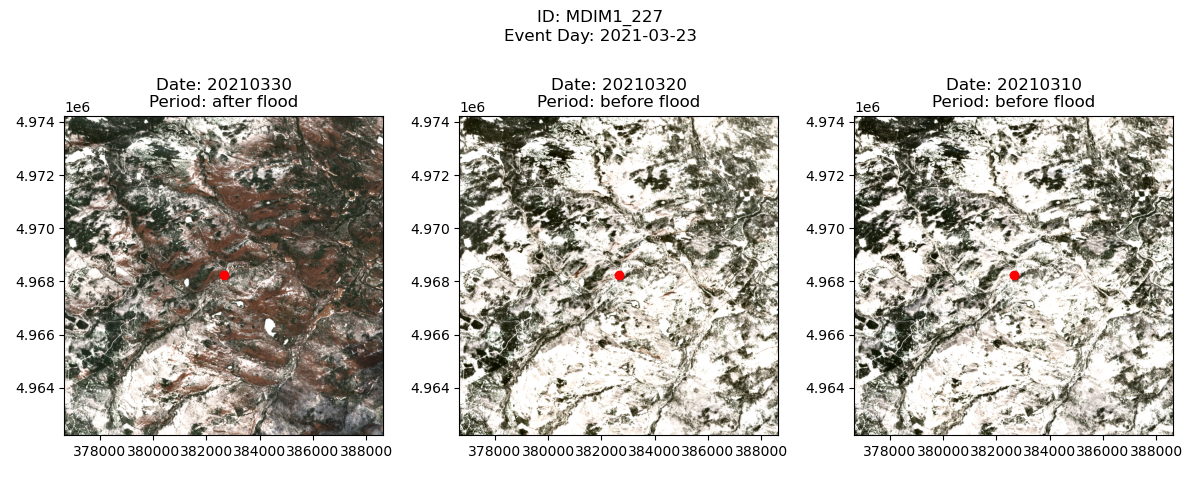 ID: MDIM1_227
Event Day: 2021-03-23
Date: 20210330
Period: after flood
1e6
4.974
4.972
4.970
4.968
4.966
4.964
378000 380000 382000 384000 386000 388000
Date: 20210320
Period: before flood
1e6
4.974
4.972
4.970
4.968
4.966
4.964
378000 380000 382000 384000 386000 388000
Date: 20210310
Period: before flood
1e6
4.974
4.972
4.970
4.968
4.966
4.964
378000 380000 382000 384000 386000 388000